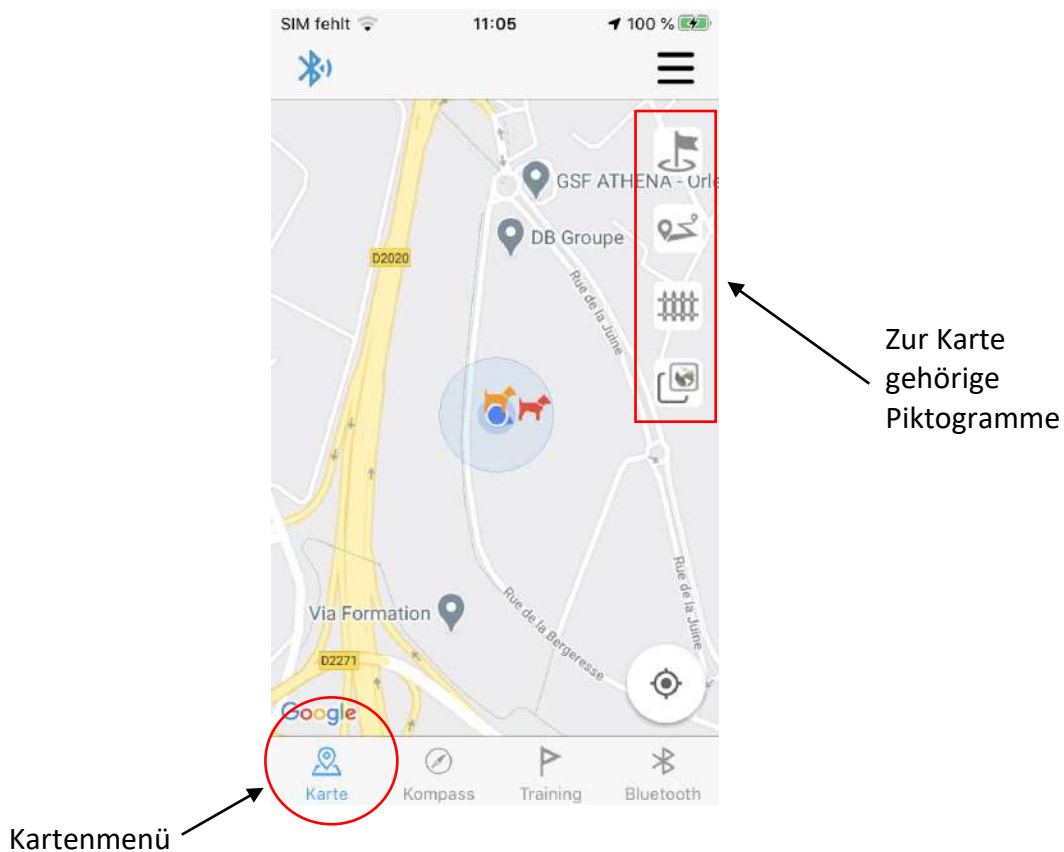 SIM fehlt 11:05 100 %
GSF ATHENA - Orle
DB Groupe
D2020
Rue de la Juine
Zur Karte
gehörige
Piktogramme
Rue de la Juine
Via Formation
Rue de la Bergeresse
D2271
Google
Karte Kompass Training Bluetooth
Kartenmenü